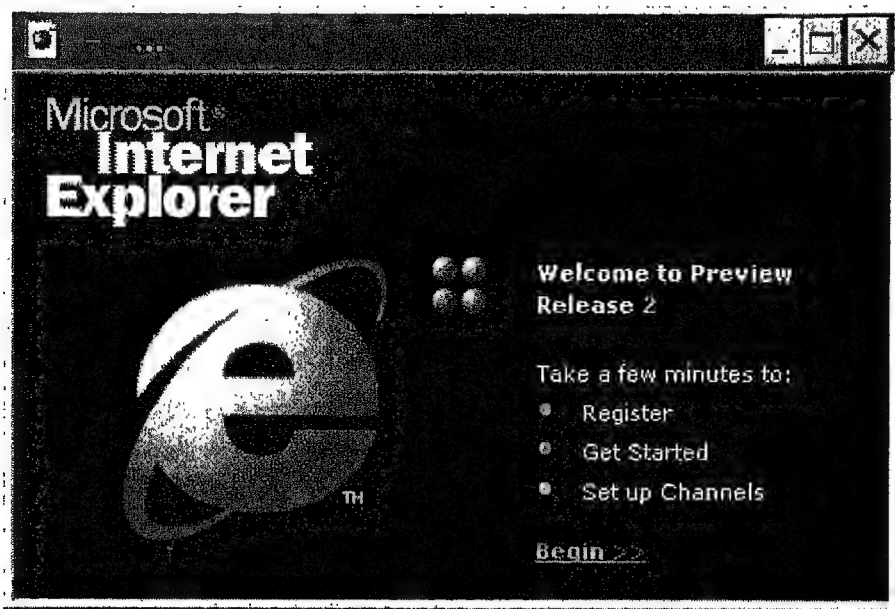 Microsoft®
Internet
Explorer
Welcome to Preview
Release 2
Take a few minutes to:
Register
Get Started
Set up Channels
Begin >>
TM